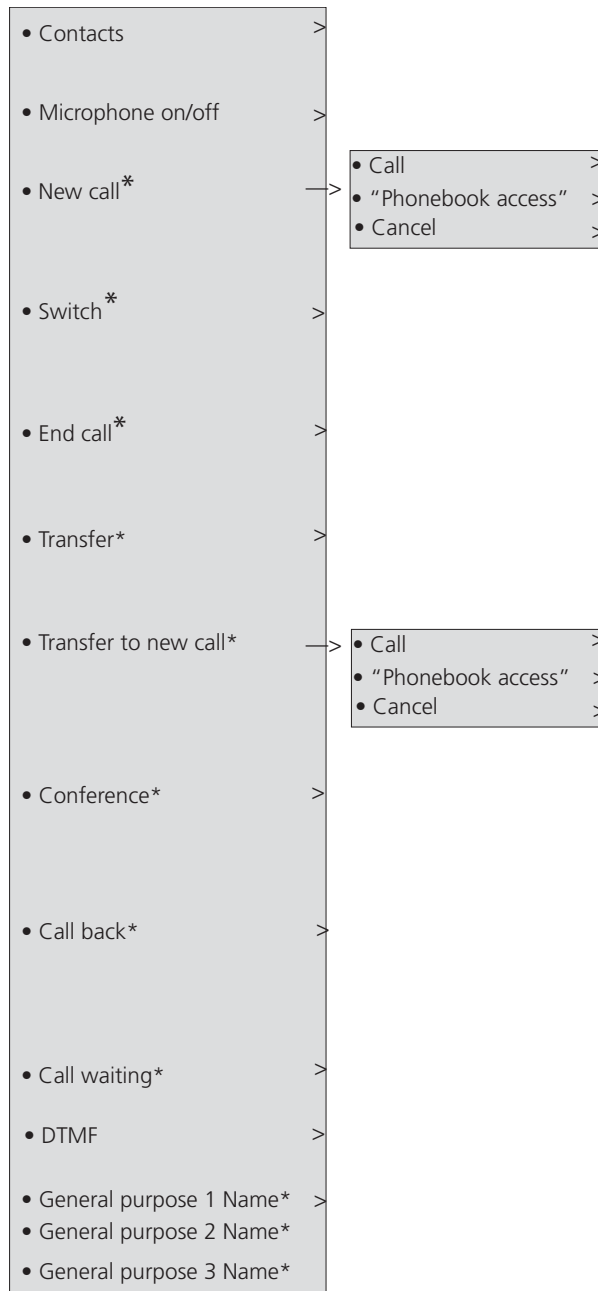 • Contacts >
• Microphone on/off >
• New call* —>
• Call >
• “Phonebook access” >
• Cancel >
• Switch* >
• End call* >
• Transfer* >
• Transfer to new call* —>
• Call >
• “Phonebook access” >
• Cancel >
• Conference* >
• Call back* >
• Call waiting* >
• DTMF >
• General purpose 1 Name* >
• General purpose 2 Name*
• General purpose 3 Name*